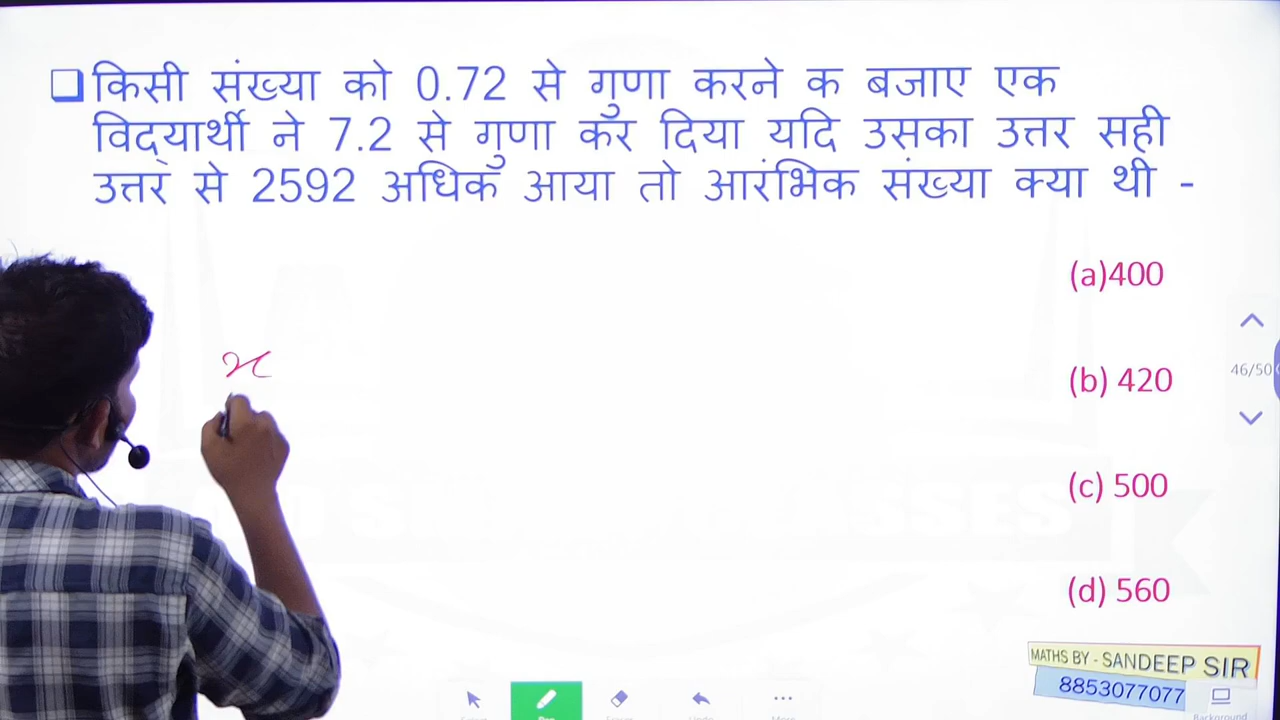 किसी संख्या को 0.72 से गुणा करने क बजाए एक
विद्यार्थी ने 7.2 से गुणा कर दिया यदि उसका उत्तर सही
उत्तर से 2592 अधिक आया तो आरंभिक संख्या क्या थी -
(a)400
x
46/50
(b) 420
(c) 500
(d) 560
MATHS BY - SANDEEP SIR
8853077077
Background